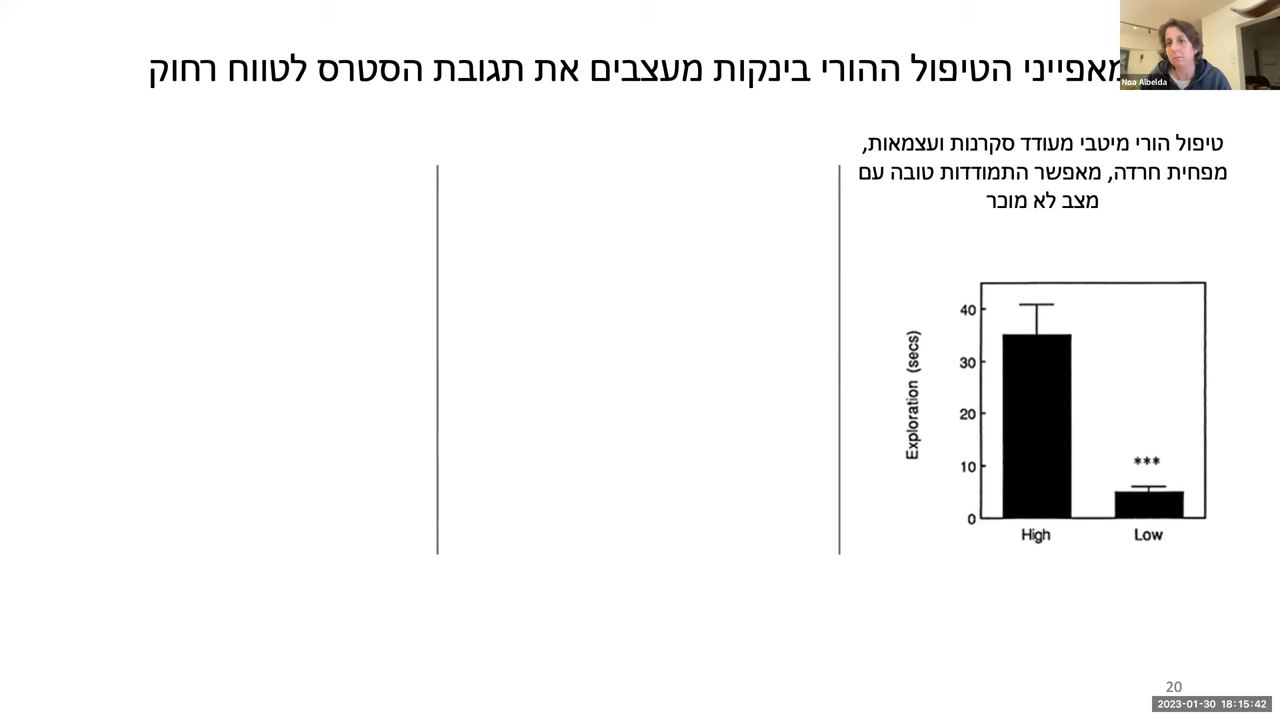 מאפייני הטיפול ההורי בינקות מעצבים את תגובת הסטרס לטווח רחוק
Noa Albelda
טיפול הורי מיטבי מעודד סקרנות ועצמאות,
מפחית חרדה, מאפשר התמודדות טובה עם
מצב לא מוכר
Exploration (secs)
40
30
20
10
0
***
High Low
20
2023-01-30 18:15:42